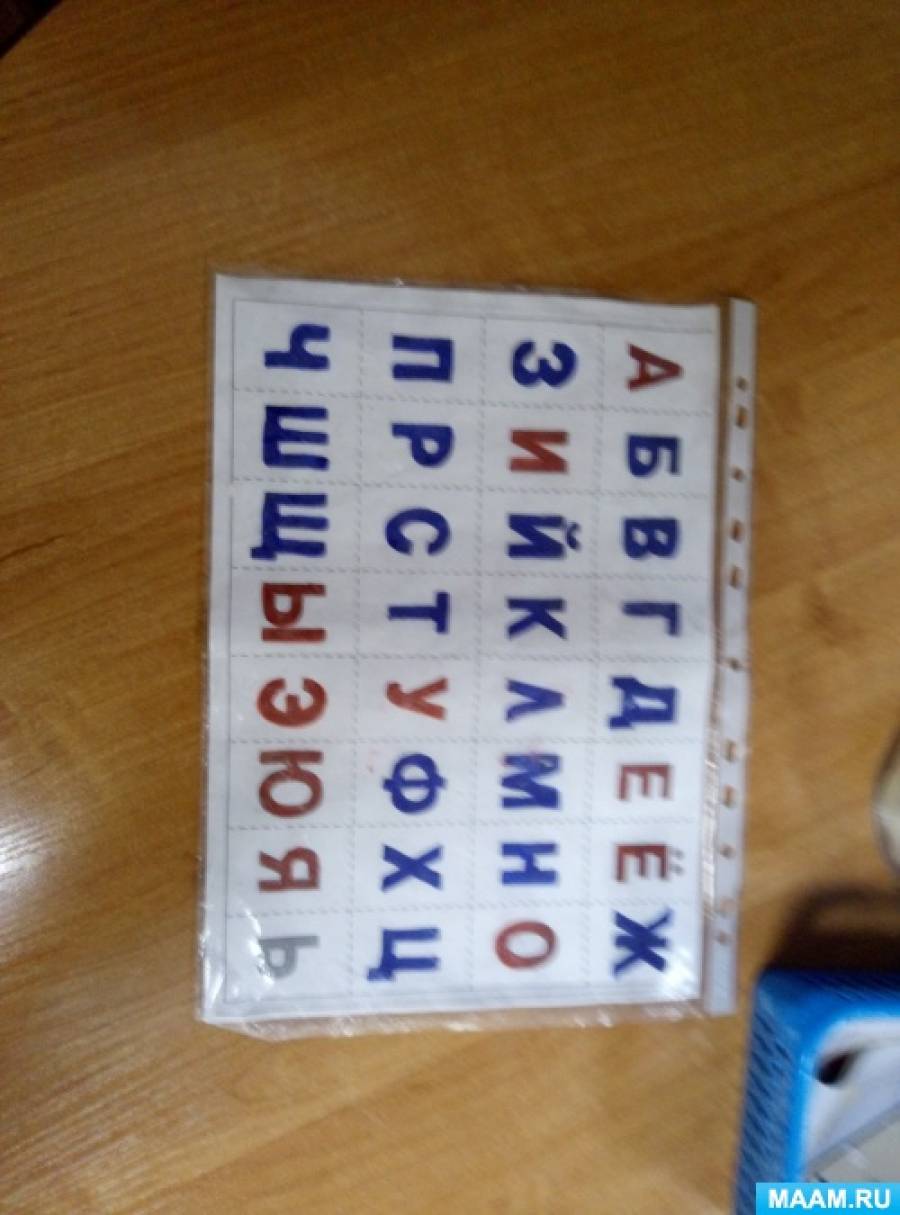 А Б В Г Д Е Ё Ж
З И Й К Л М Н О
П Р С Т У Ф Х Ц
Ч Ш Щ Ы Э Ю Я Ь
MAAM.RU